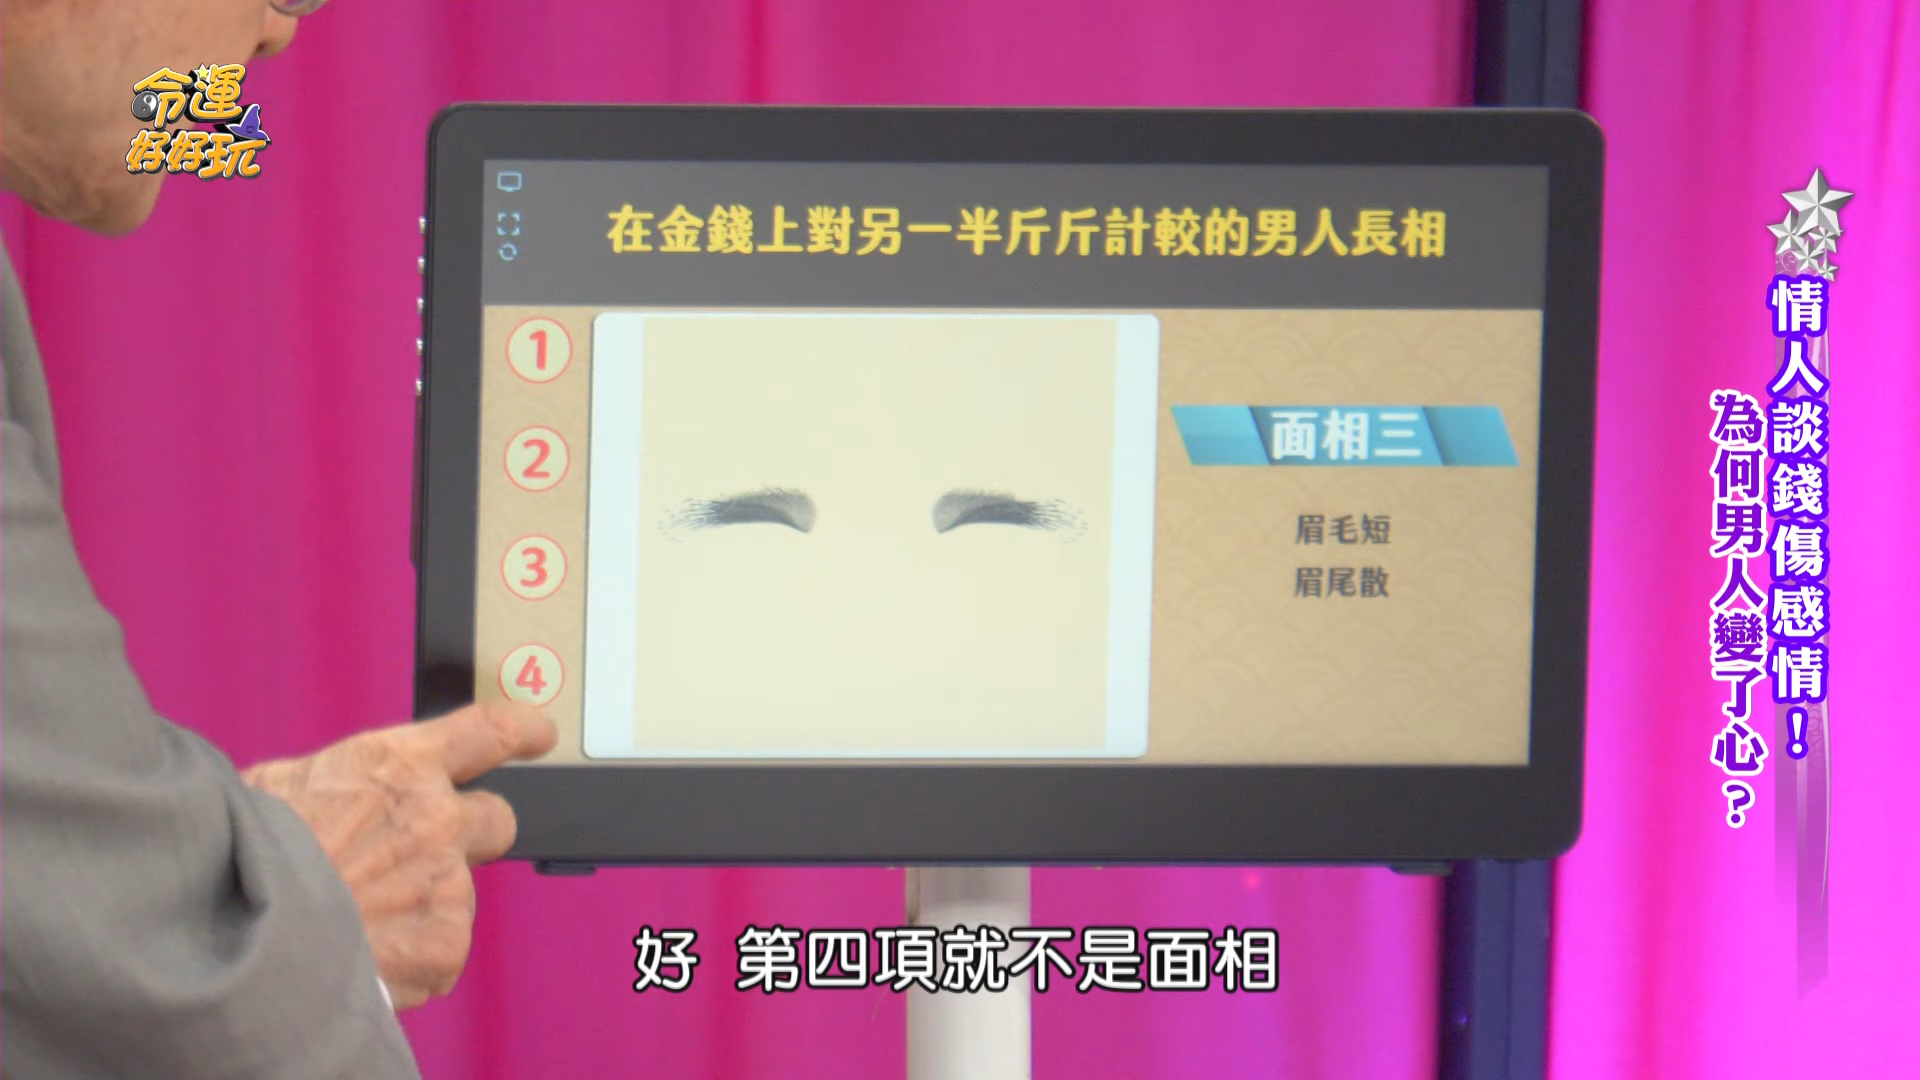 命運
好好玩
在金錢上對另一半斤斤計較的男人長相
1
2
3
4
面相三
眉毛短
眉尾散
情人談錢傷感情！
為何男人變了心？
好 第四項就不是面相